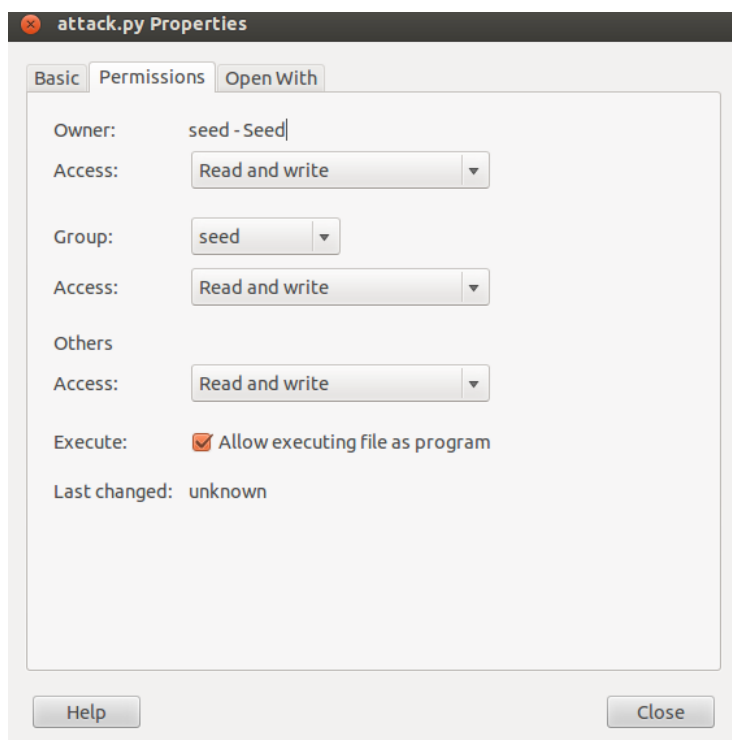 attack.py Properties
Basic Permissions Open With
Owner: seed - Seed
Access: Read and write
Group: seed
Access: Read and write
Others
Access: Read and write
Execute: Allow executing file as program
Last changed: unknown
Help Close